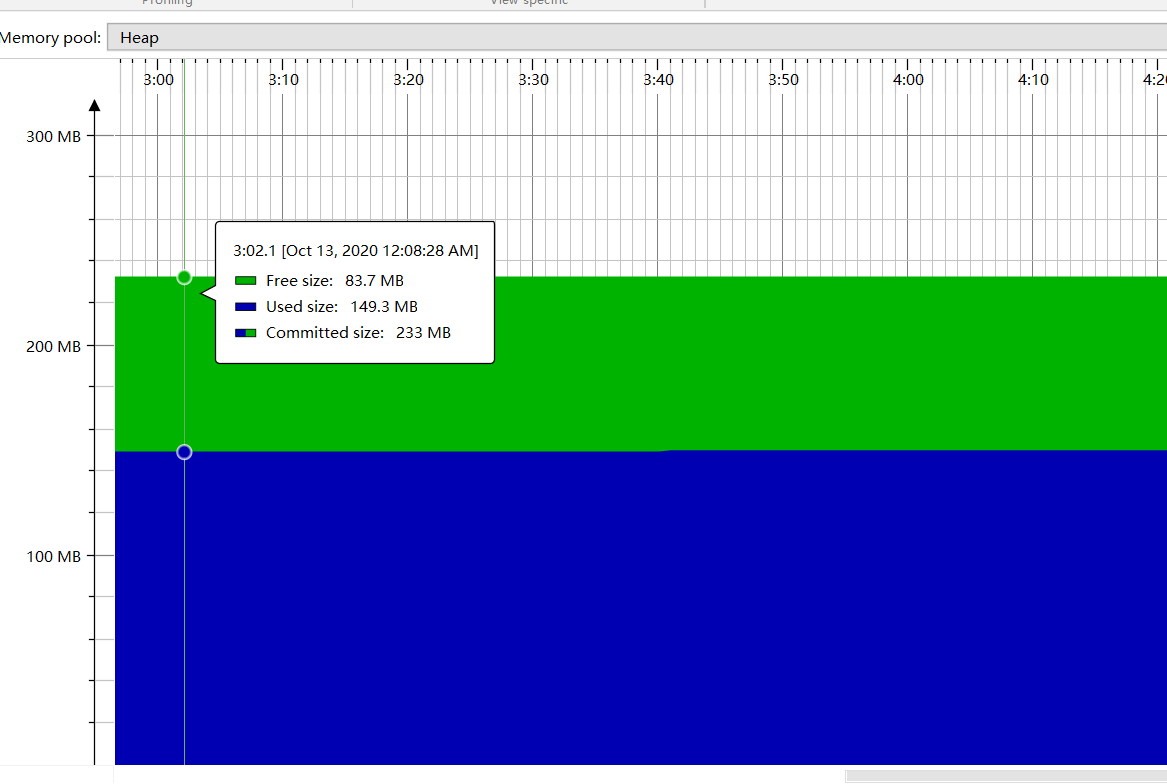 Profiling View specific
Memory pool: Heap
3:00 3:10 3:20 3:30 3:40 3:50 4:00 4:10 4:20
300 MB
3:02.1 [Oct 13, 2020 12:08:28 AM]
Free size: 83.7 MB
Used size: 149.3 MB
Committed size: 233 MB
200 MB
100 MB